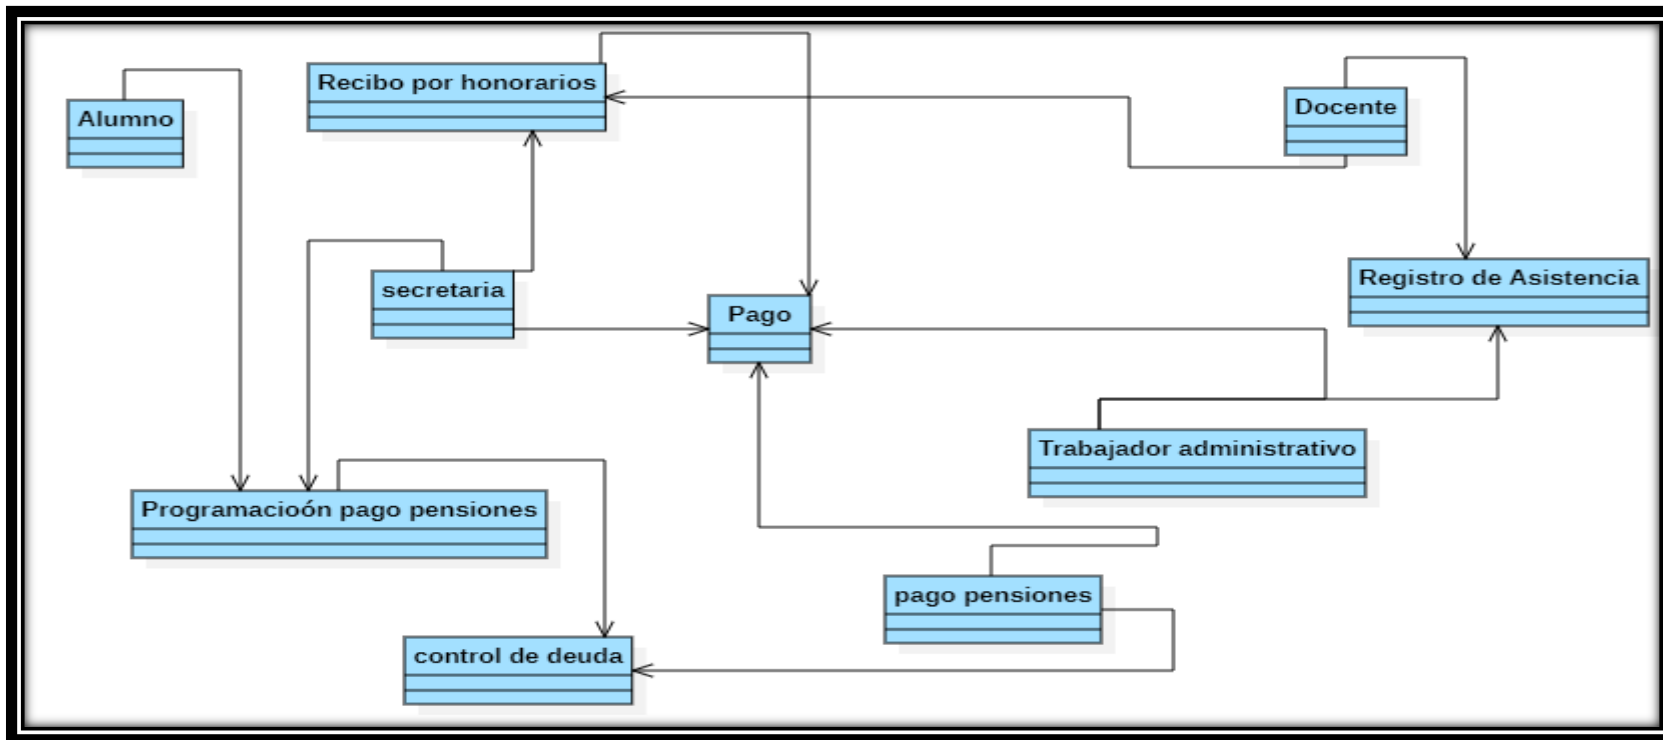 Recibo por honorarios
Alumno
Docente
secretaria
Registro de Asistencia
Pago
Trabajador administrativo
Programacioón pago pensiones
pago pensiones
control de deuda